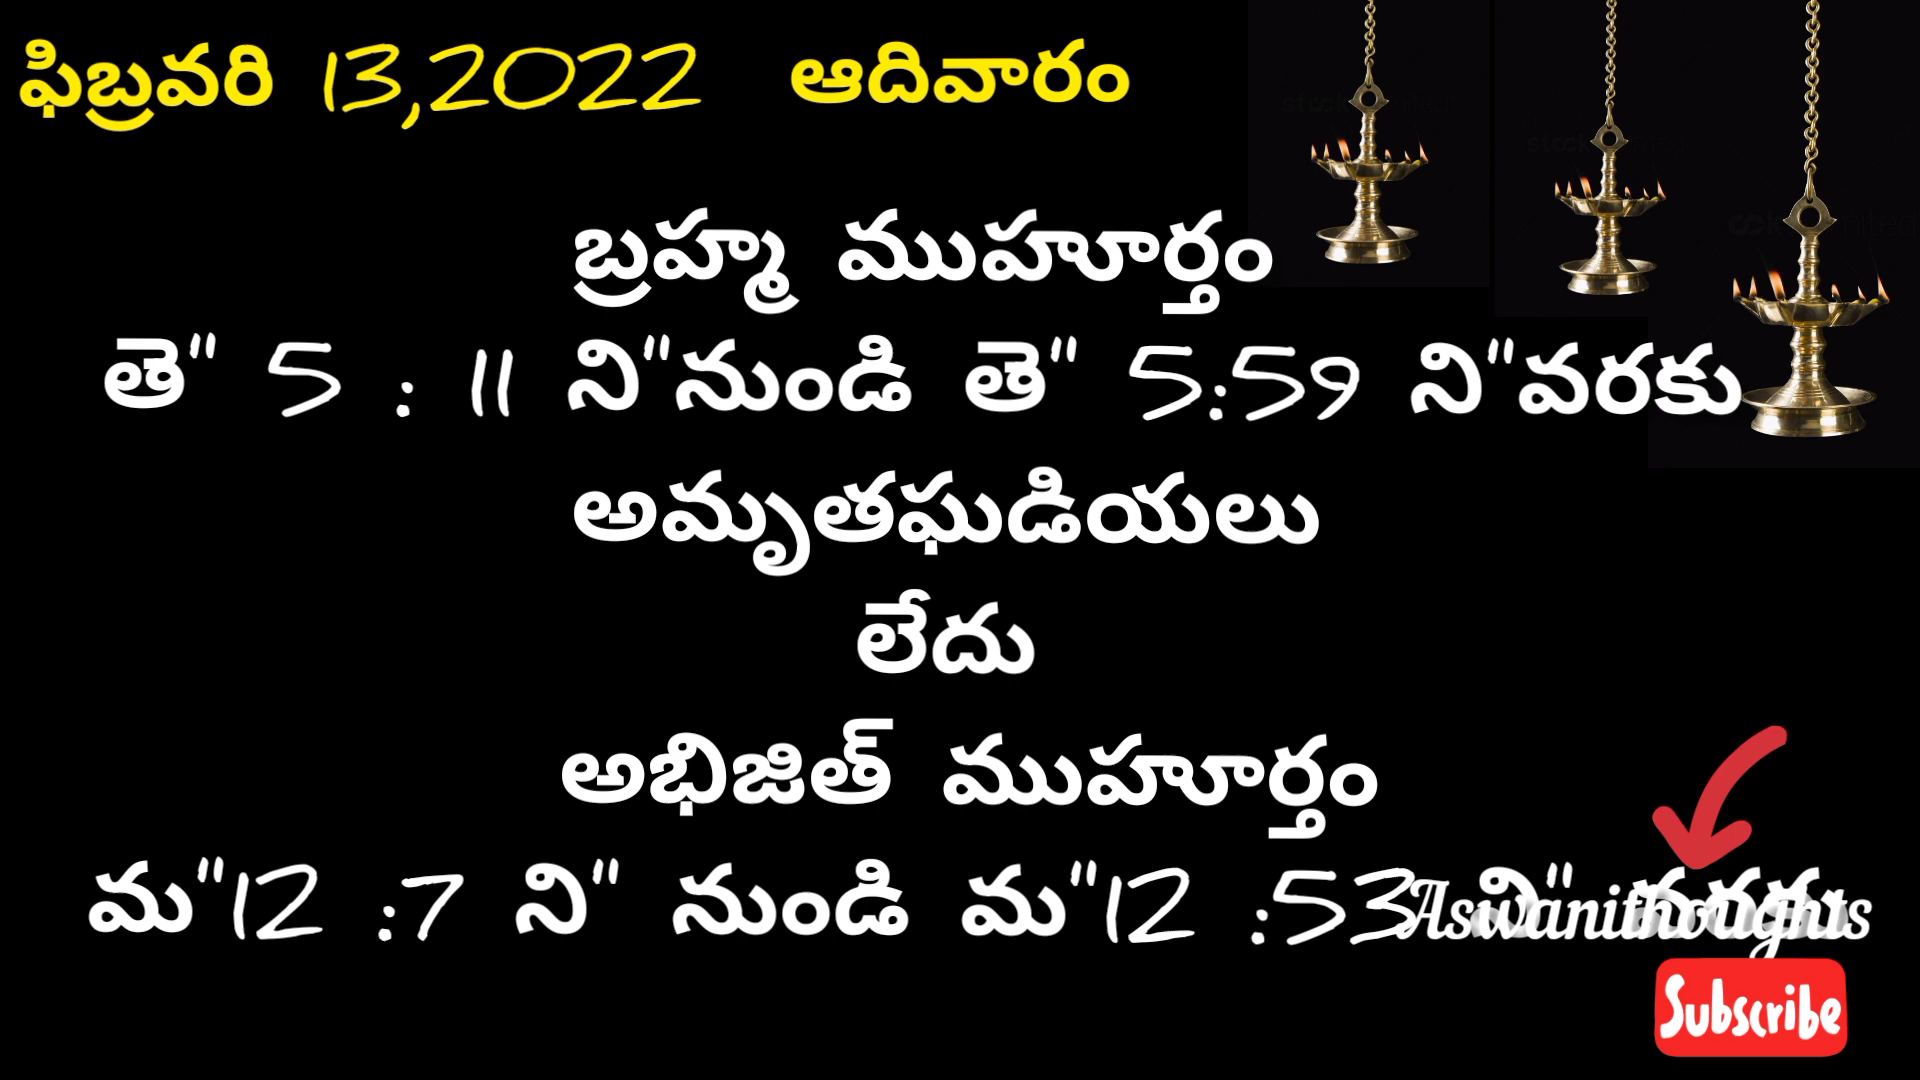 ఫిబ్రవరి 13,2022 ఆదివారం
బ్రహ్మ ముహూర్తం
తె" 5 : 11 ని"నుండి తె" 5:59 ని"వరకు
అమృతఘడియలు
లేదు
అభిజిత్ ముహూర్తం
మ"12 :7 ని" నుండి మ"12 :53 ని" వరకు
Aswanithoughts
Subscribe